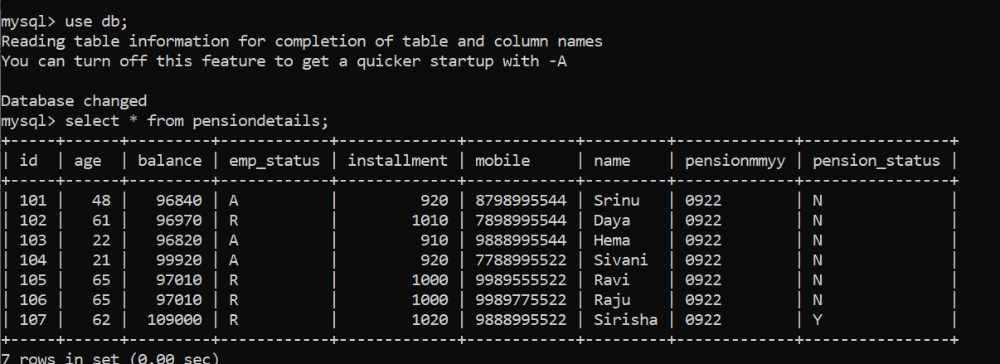 mysql> use db;
Reading table information for completion of table and column names
You can turn off this feature to get a quicker startup with -A
Database changed
mysql> select * from pensiondetails;
+-----+------+---------+------------+-------------+------------+---------+-------------+----------------+
| id  | age  | balance | emp_status | installment | mobile     | name    | pensionmmyy | pension_status |
+-----+------+---------+------------+-------------+------------+---------+-------------+----------------+
| 101 |   48 |   96840 | A          |         920 | 8798995544 | Srinu   | 0922        | N              |
| 102 |   61 |   96970 | R          |        1010 | 7898995544 | Daya    | 0922        | N              |
| 103 |   22 |   96820 | A          |         910 | 9888995544 | Hema    | 0922        | N              |
| 104 |   21 |   99920 | A          |         920 | 7788995522 | Sivani  | 0922        | N              |
| 105 |   65 |   97010 | R          |        1000 | 9989555522 | Ravi    | 0922        | N              |
| 106 |   65 |   97010 | R          |        1000 | 9989775522 | Raju    | 0922        | N              |
| 107 |   62 |  109000 | R          |        1020 | 9888995522 | Sirisha | 0922        | Y              |
+-----+------+---------+------------+-------------+------------+---------+-------------+----------------+
7 rows in set (0.00 sec)